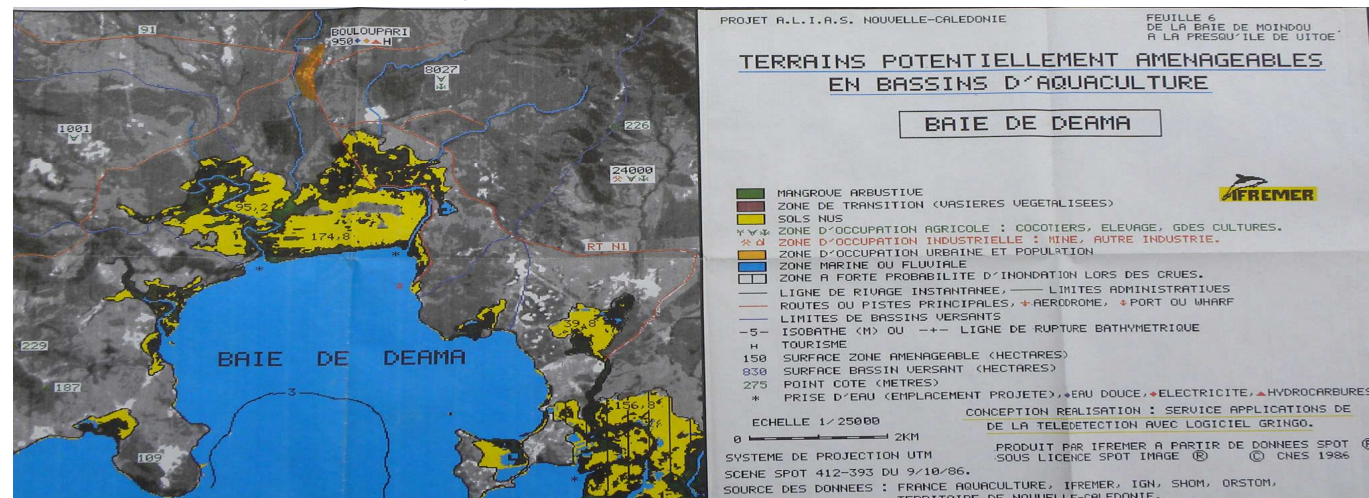 91
BOULOUPARI
950 H
8027
1001
226
24000
95,2
174,8
RT N1
39,8
BAIE DE DEAMA
229
187
3
156,8
109
PROJET A.L.I.A.S. NOUVELLE-CALEDONIE
FEUILLE 6
DE LA BAIE DE MOINDOU
A LA PRESQU'ILE DE UITOE
TERRAINS POTENTIELLEMENT AMENAGEABLES
EN BASSINS D'AQUACULTURE
BAIE DE DEAMA
IFREMER
MANGROVE ARBUSTIVE
ZONE DE TRANSITION (VASIERES VEGETALISEES)
SOLS NUS
ZONE D'OCCUPATION AGRICOLE : COCOTIERS, ELEVAGE, GDES CULTURES.
ZONE D'OCCUPATION INDUSTRIELLE : MINE, AUTRE INDUSTRIE.
ZONE D'OCCUPATION URBAINE ET POPULATION
ZONE MARINE OU FLUVIALE
ZONE A FORTE PROBABILITE D'INONDATION LORS DES CRUES.
LIGNE DE RIVAGE INSTANTANEE, LIMITES ADMINISTRATIVES
ROUTES OU PISTES PRINCIPALES, AERODROME, PORT OU WHARF
LIMITES DE BASSINS VERSANTS
-5- ISOBATHE (M) OU -+- LIGNE DE RUPTURE BATHYMETRIQUE
H TOURISME
150 SURFACE ZONE AMENAGEABLE (HECTARES)
830 SURFACE BASSIN VERSANT (HECTARES)
275 POINT COTE (METRES)
* PRISE D'EAU (EMPLACEMENT PROJETE), EAU DOUCE, ELECTRICITE, HYDROCARBURES
ECHELLE 1/25000
0 2KM
CONCEPTION REALISATION : SERVICE APPLICATIONS DE
DE LA TELEDETECTION AVEC LOGICIEL GRINGO.
SYSTEME DE PROJECTION UTM
PRODUIT PAR IFREMER A PARTIR DE DONNEES SPOT ®
SOUS LICENCE SPOT IMAGE ® © CNES 1986
SCENE SPOT 412-393 DU 9/10/86.
SOURCE DES DONNEES : FRANCE AQUACULTURE, IFREMER, IGN, SHOM, ORSTOM,
TERRITOIRE DE NOUVELLE-CALEDONIE.